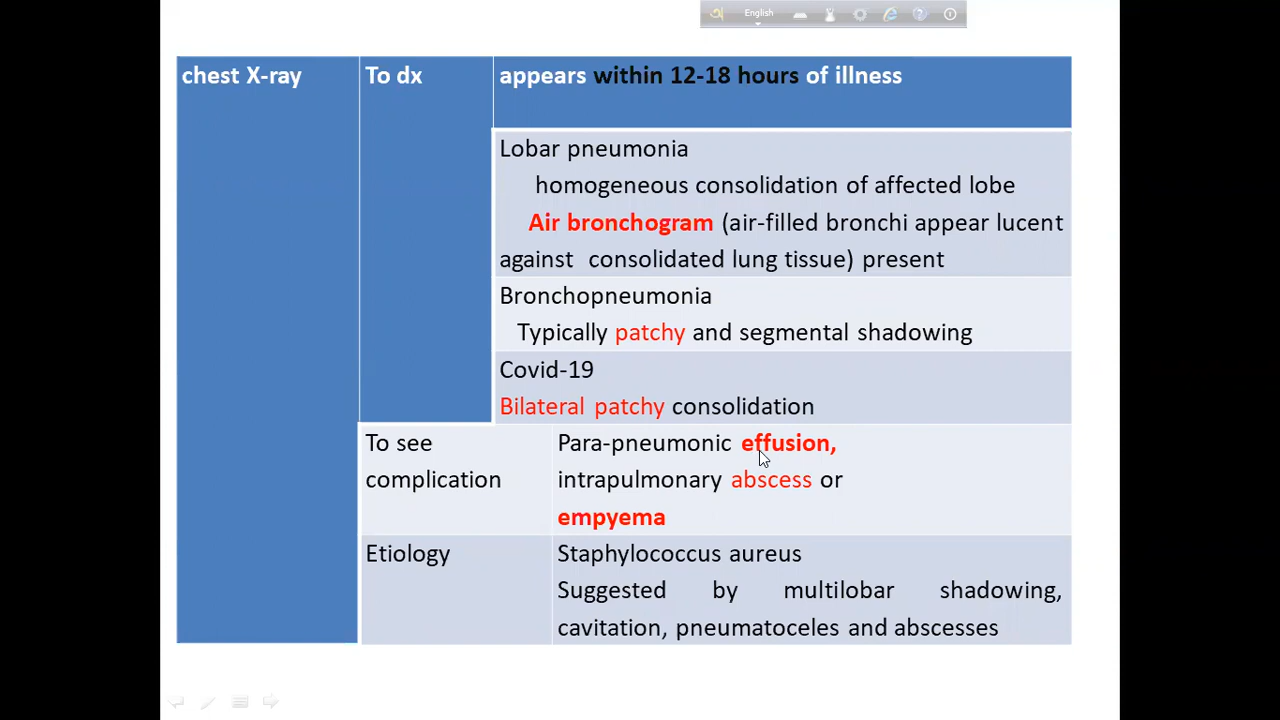 English
chest X-ray
To dx
appears within 12-18 hours of illness
Lobar pneumonia
homogeneous consolidation of affected lobe
Air bronchogram (air-filled bronchi appear lucent
against consolidated lung tissue) present
Bronchopneumonia
Typically patchy and segmental shadowing
Covid-19
Bilateral patchy consolidation
To see
complication
Para-pneumonic effusion,
intrapulmonary abscess or
empyema
Etiology
Staphylococcus aureus
Suggested by multilobar shadowing,
cavitation, pneumatoceles and abscesses